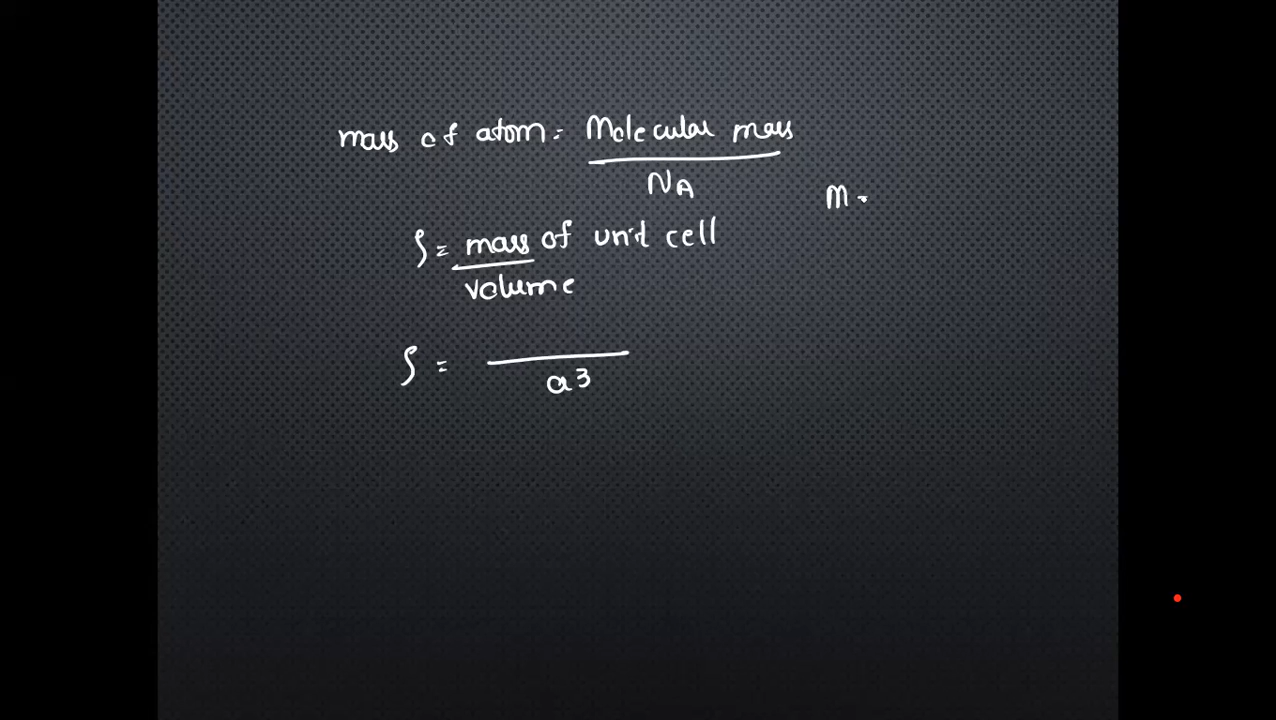 mass of atom = Molecular mass
NA
m =
ρ = mass of unit cell
volume
ρ =
a3